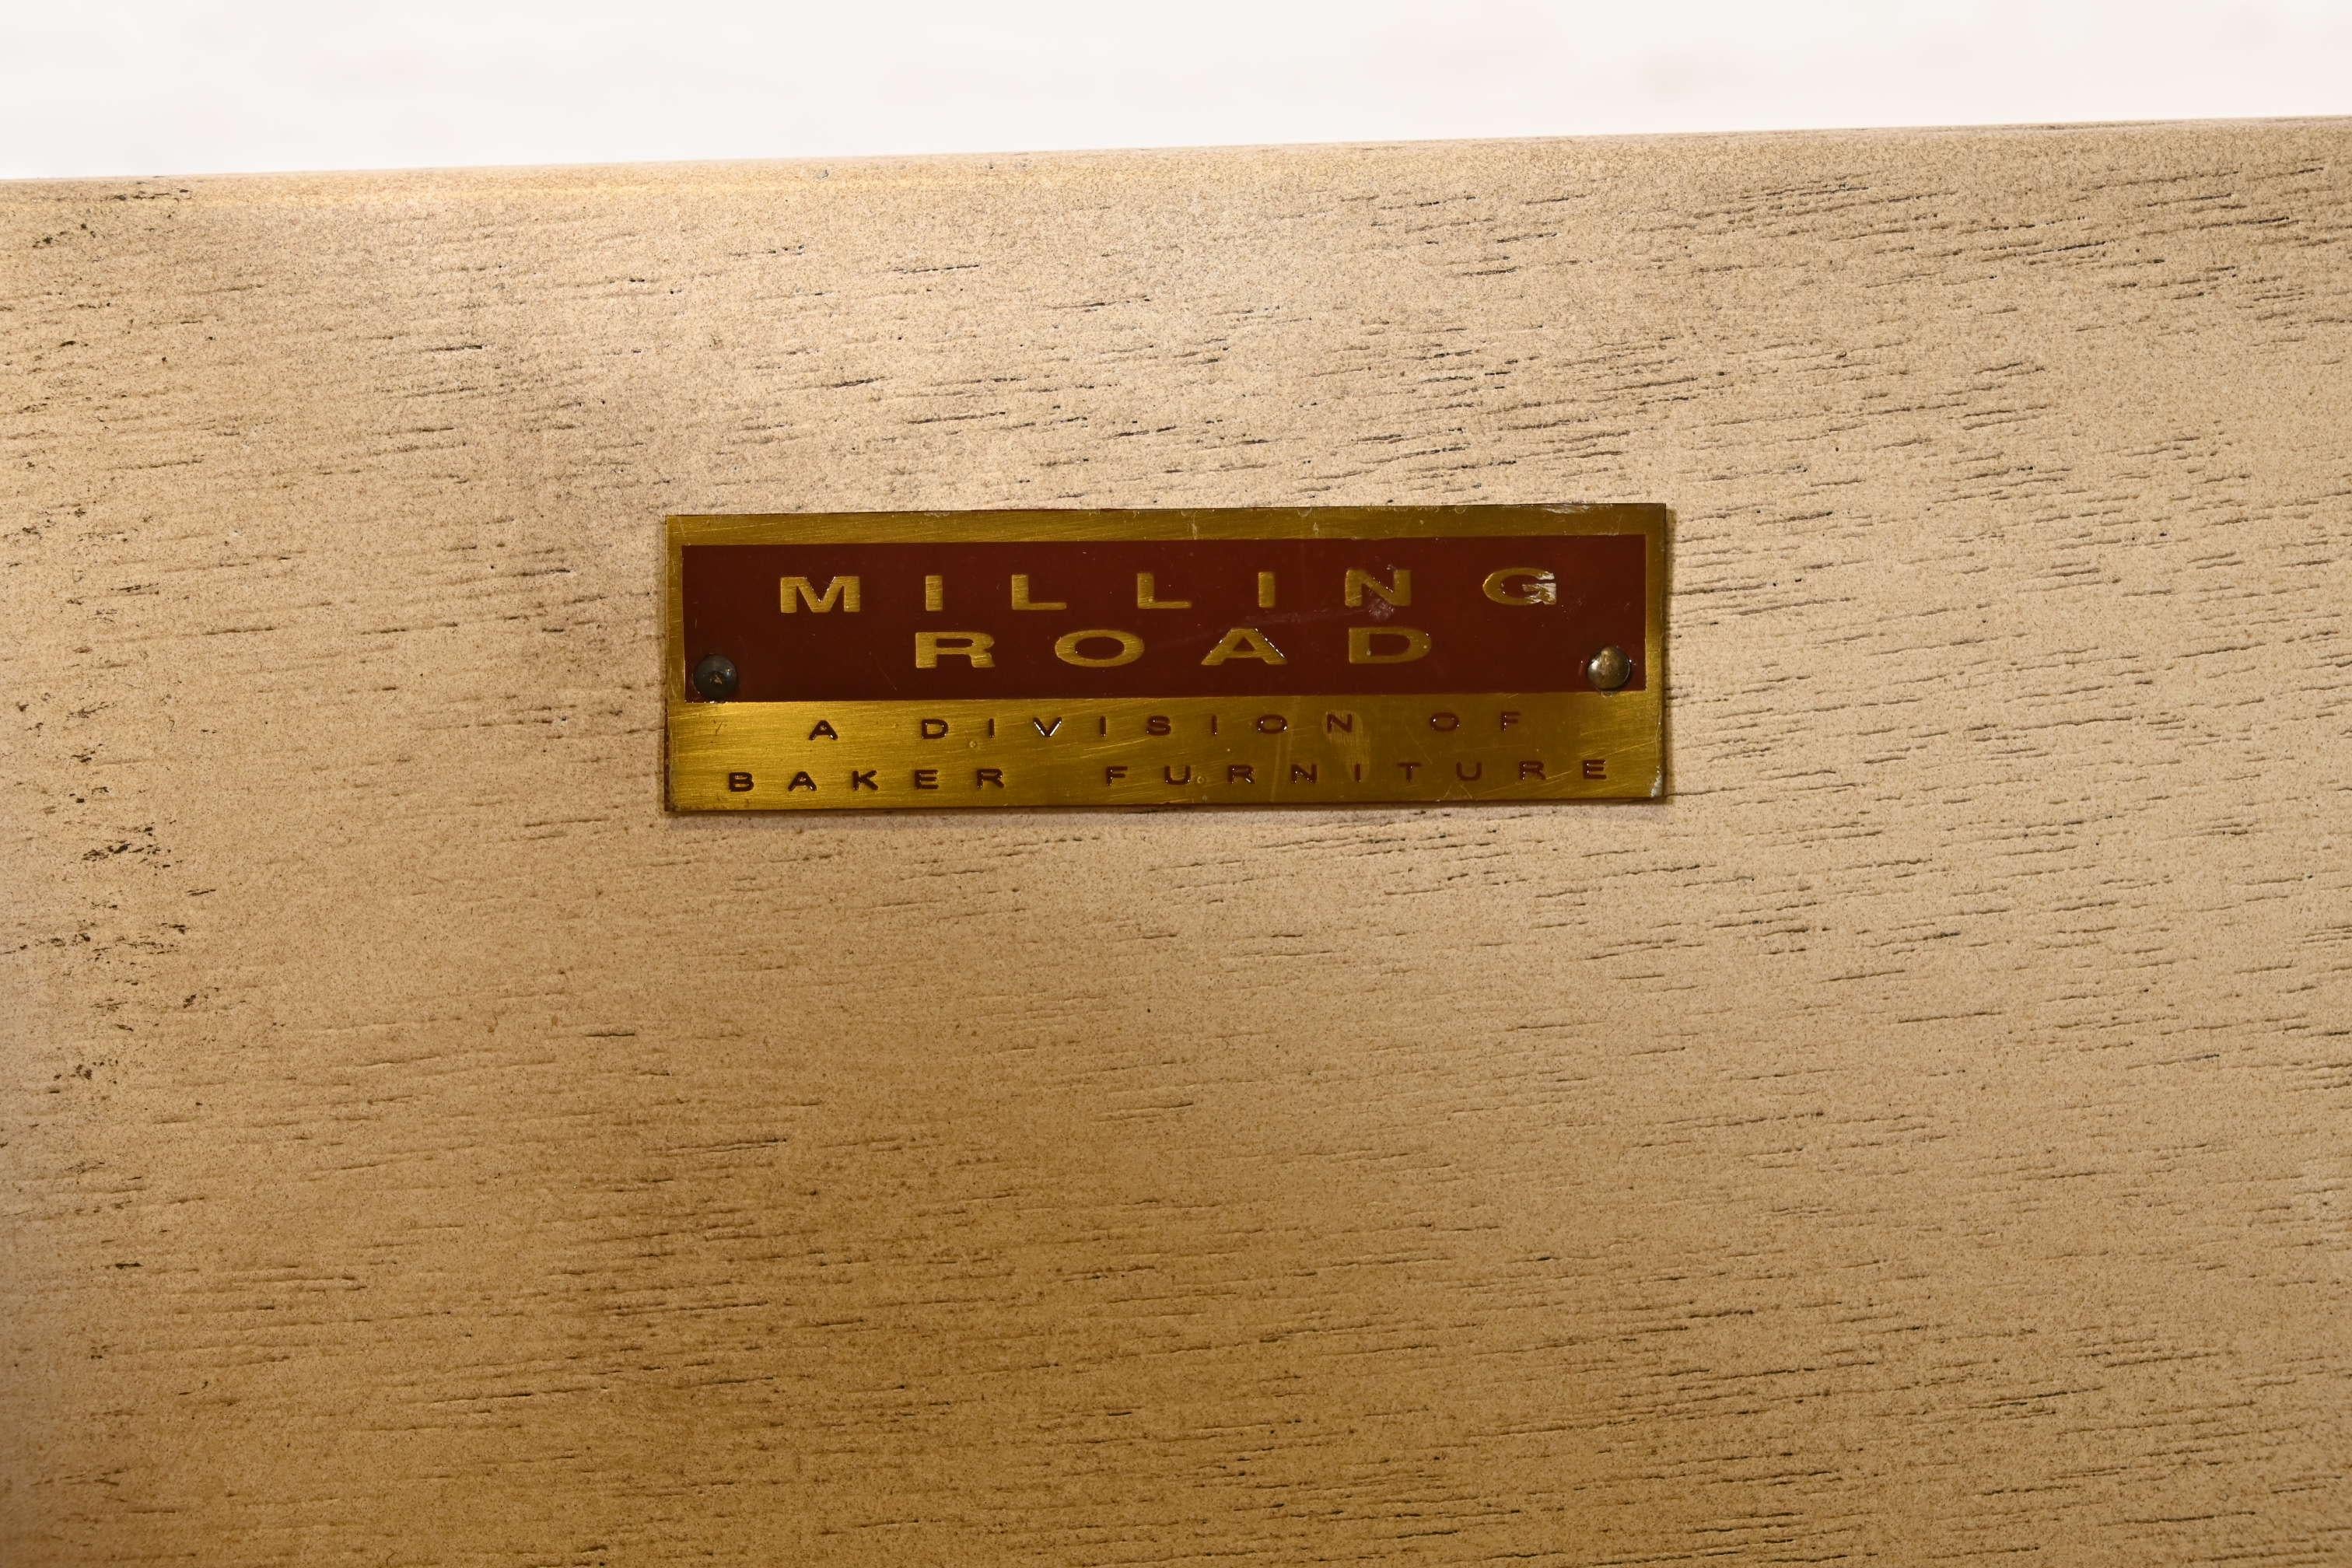 MILLING
ROAD
A DIVISION OF
BAKER FURNITURE